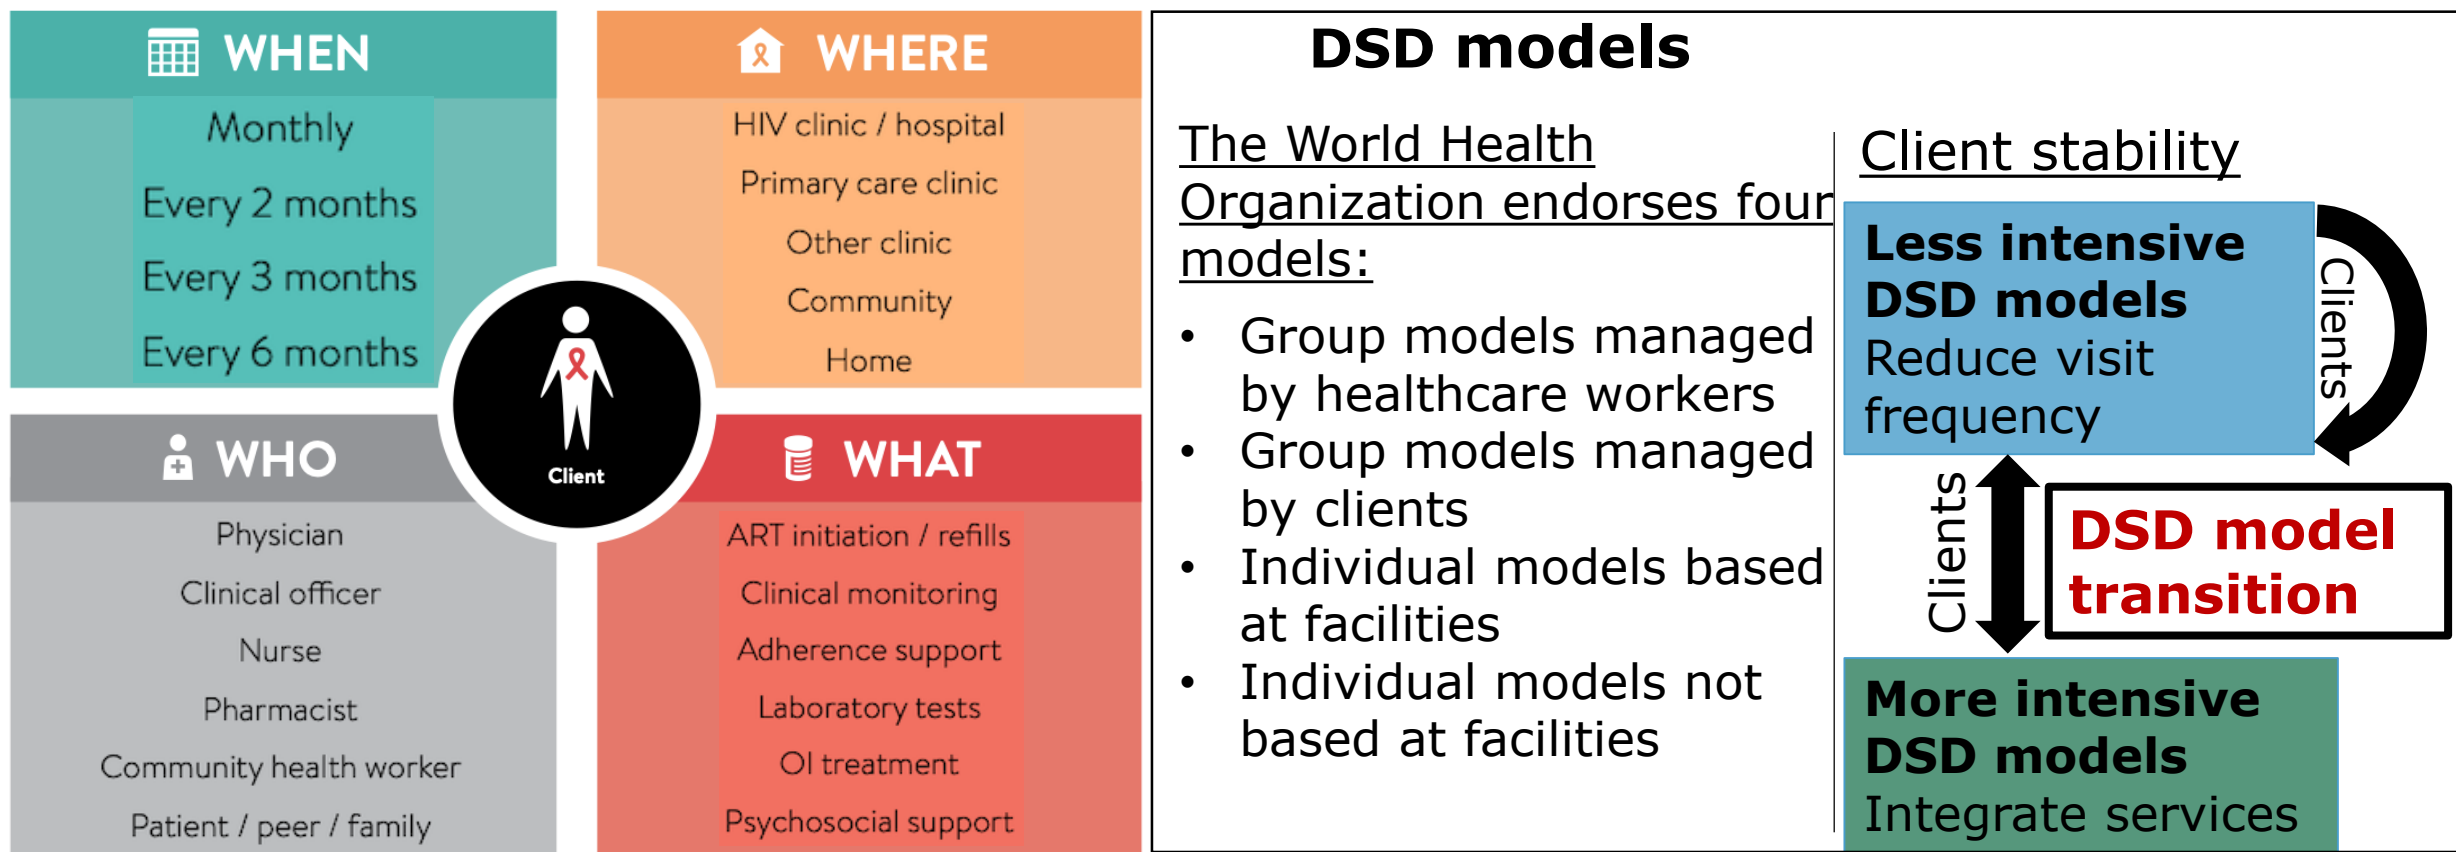 WHEN
Monthly
Every 2 months
Every 3 months
Every 6 months
WHERE
HIV clinic / hospital
Primary care clinic
Other clinic
Community
Home
WHO
Physician
Clinical officer
Nurse
Pharmacist
Community health worker
Patient / peer / family
WHAT
ART initiation / refills
Clinical monitoring
Adherence support
Laboratory tests
OI treatment
Psychosocial support
Client
DSD models
The World Health
Organization endorses four
models:
• Group models managed
by healthcare workers
• Group models managed
by clients
• Individual models based
at facilities
• Individual models not
based at facilities
Client stability
Less intensive
DSD models
Reduce visit
frequency
Clients
Clients
DSD model
transition
More intensive
DSD models
Integrate services